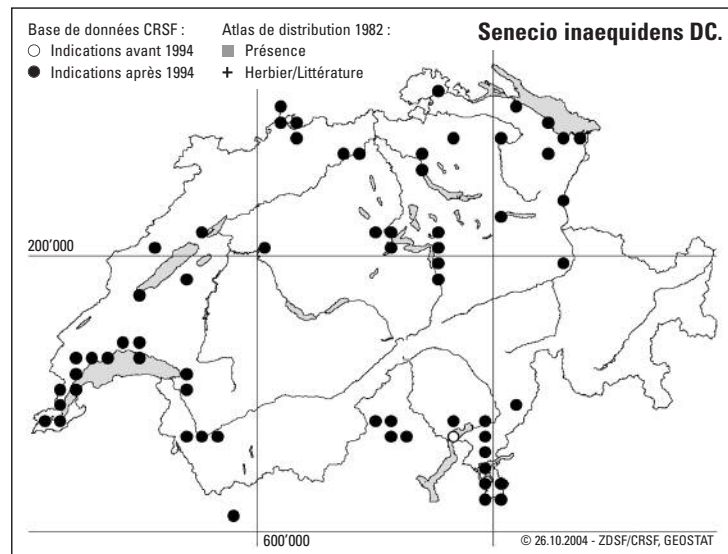 Senecio inaequidens DC.
Base de données CRSF :
Indications avant 1994
Indications après 1994
Atlas de distribution 1982 :
Présence
Herbier/Littérature
200'000
600'000
© 26.10.2004 - ZDSF/CRSF, GEOSTAT